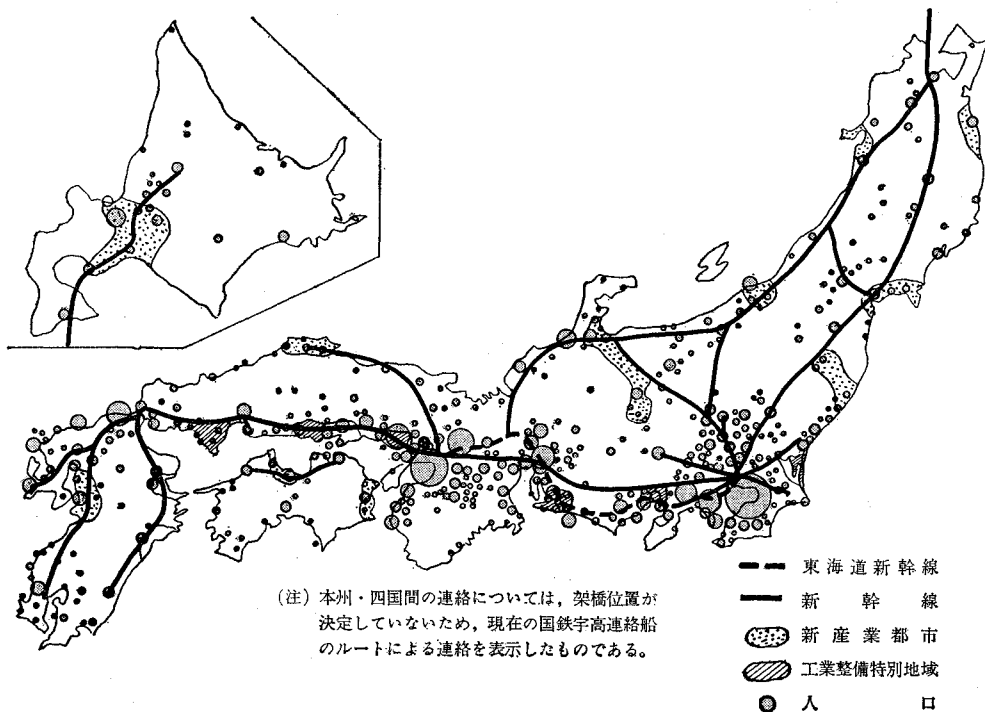 (注) 本州・四国間の連絡については，架橋位置が
決定していないため，現在の国鉄宇高連絡船
のルートによる連絡を表示したものである。
東海道新幹線
新幹線
新産業都市
工業整備特別地域
人口